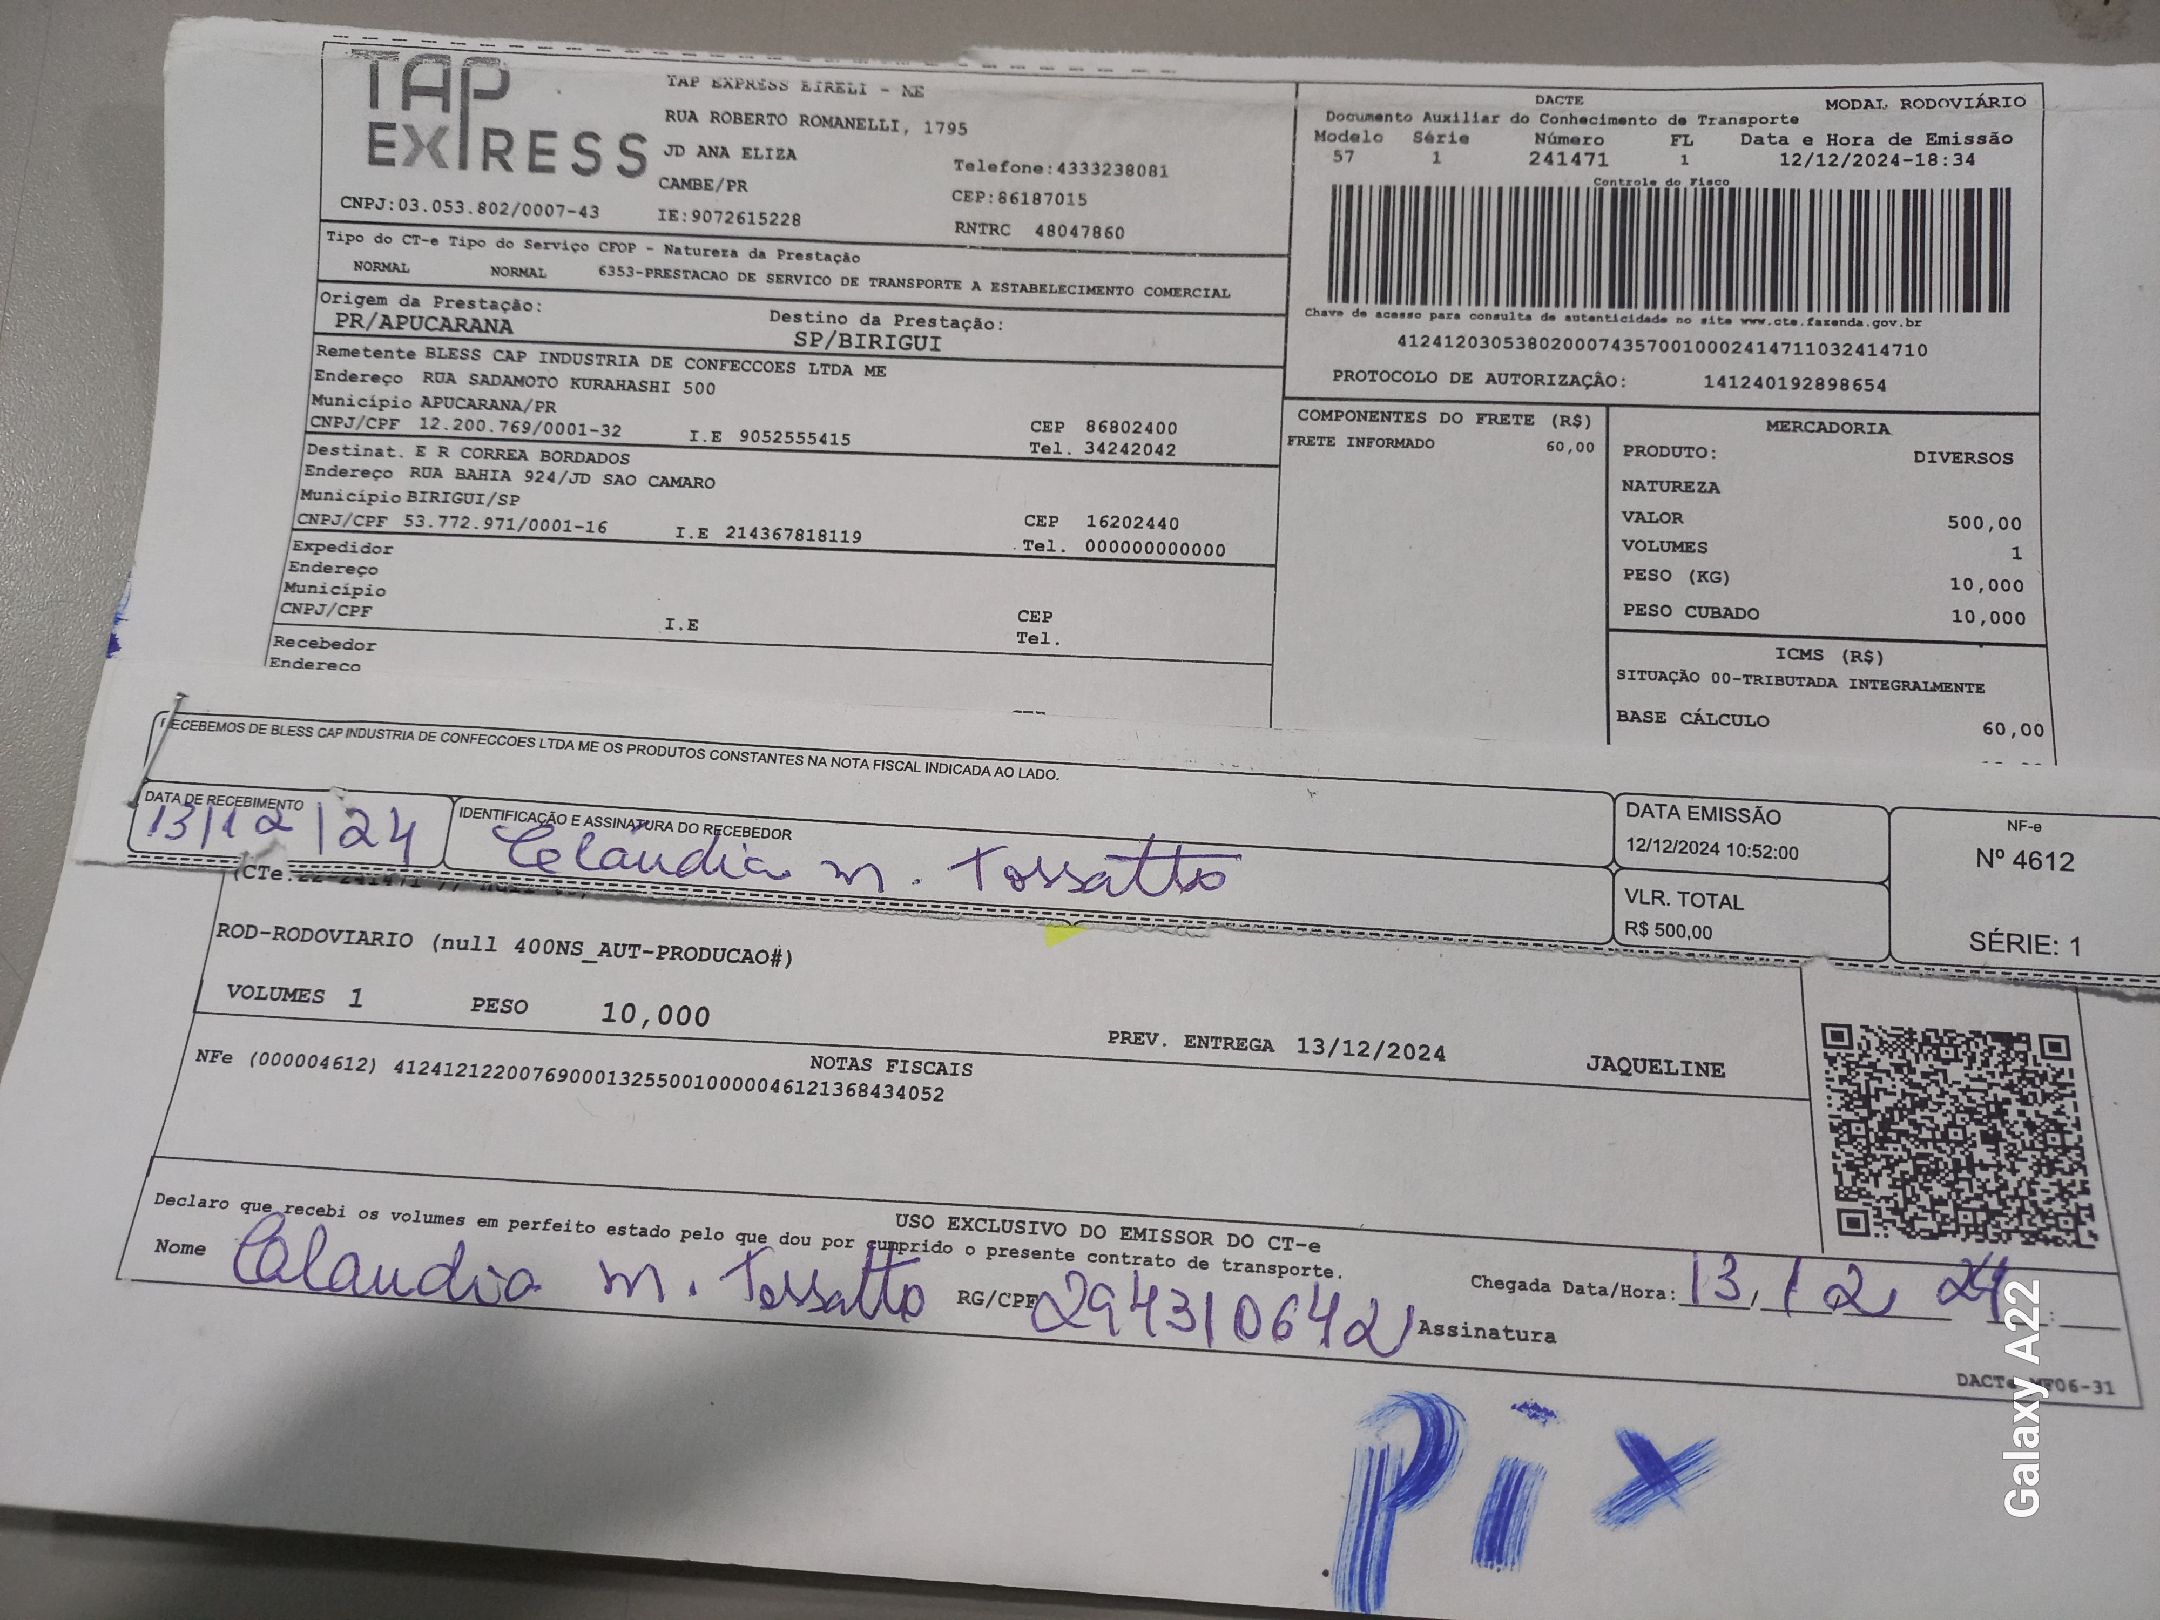 TAP
EXPRESS
TAP EXPRESS EIRELI - ME
RUA ROBERTO ROMANELLI, 1795
JD ANA ELIZA
Telefone:4333238081
CAMBE/PR
CEP:86187015
CNPJ:03.053.802/0007-43
IE:9072615228
RNTRC 48047860
DACTE
MODAL RODOVIÁRIO
Documento Auxiliar do Conhecimento de Transporte
Modelo Série Número FL Data e Hora de Emissão
57 1 241471 1 12/12/2024-18:34
Controle do Fisco
Chave de acesso para consulta de autenticidade no site www.cte.fazenda.gov.br
41241203053802000743570010002414711032414710
PROTOCOLO DE AUTORIZAÇÃO: 141240192898654
Tipo do CT-e Tipo do Serviço CFOP - Natureza da Prestação
NORMAL NORMAL 6353-PRESTACAO DE SERVICO DE TRANSPORTE A ESTABELECIMENTO COMERCIAL
Origem da Prestação: Destino da Prestação:
PR/APUCARANA SP/BIRIGUI
Remetente BLESS CAP INDUSTRIA DE CONFECCOES LTDA ME
Endereço RUA SADAMOTO KURAHASHI 500
Município APUCARANA/PR CEP 86802400
CNPJ/CPF 12.200.769/0001-32 I.E 9052555415 Tel. 34242042
Destinat. E R CORREA BORDADOS
Endereço RUA BAHIA 924/JD SAO CAMARO
Município BIRIGUI/SP CEP 16202440
CNPJ/CPF 53.772.971/0001-16 I.E 214367818119 Tel. 000000000000
Expedidor
Endereço
Município CEP
CNPJ/CPF I.E Tel.
Recebedor
Endereço
COMPONENTES DO FRETE (R$)
FRETE INFORMADO 60,00
MERCADORIA
PRODUTO: DIVERSOS
NATUREZA
VALOR 500,00
VOLUMES 1
PESO (KG) 10,000
PESO CUBADO 10,000
ICMS (R$)
SITUAÇÃO 00-TRIBUTADA INTEGRALMENTE
BASE CÁLCULO 60,00
RECEBEMOS DE BLESS CAP INDUSTRIA DE CONFECCOES LTDA ME OS PRODUTOS CONSTANTES NA NOTA FISCAL INDICADA AO LADO.
DATA DE RECEBIMENTO
13/12/24
IDENTIFICAÇÃO E ASSINATURA DO RECEBEDOR
Celáudia m. Tossatto
DATA EMISSÃO
12/12/2024 10:52:00
VLR. TOTAL
R$ 500,00
NF-e
Nº 4612
SÉRIE: 1
ROD-RODOVIARIO (null 400NS_AUT-PRODUCAO#)
VOLUMES 1 PESO 10,000
PREV. ENTREGA 13/12/2024 JAQUELINE
NOTAS FISCAIS
NFe (000004612) 41241212200769000132550010000046121368434052
USO EXCLUSIVO DO EMISSOR DO CT-e
Declaro que recebi os volumes em perfeito estado pelo que dou por cumprido o presente contrato de transporte.
Nome Calaudia m. Tossatto RG/CPF 294310642 Assinatura
Chegada Data/Hora: 13, 12, 24
DACTe MF06-31
Pix
Galaxy A22